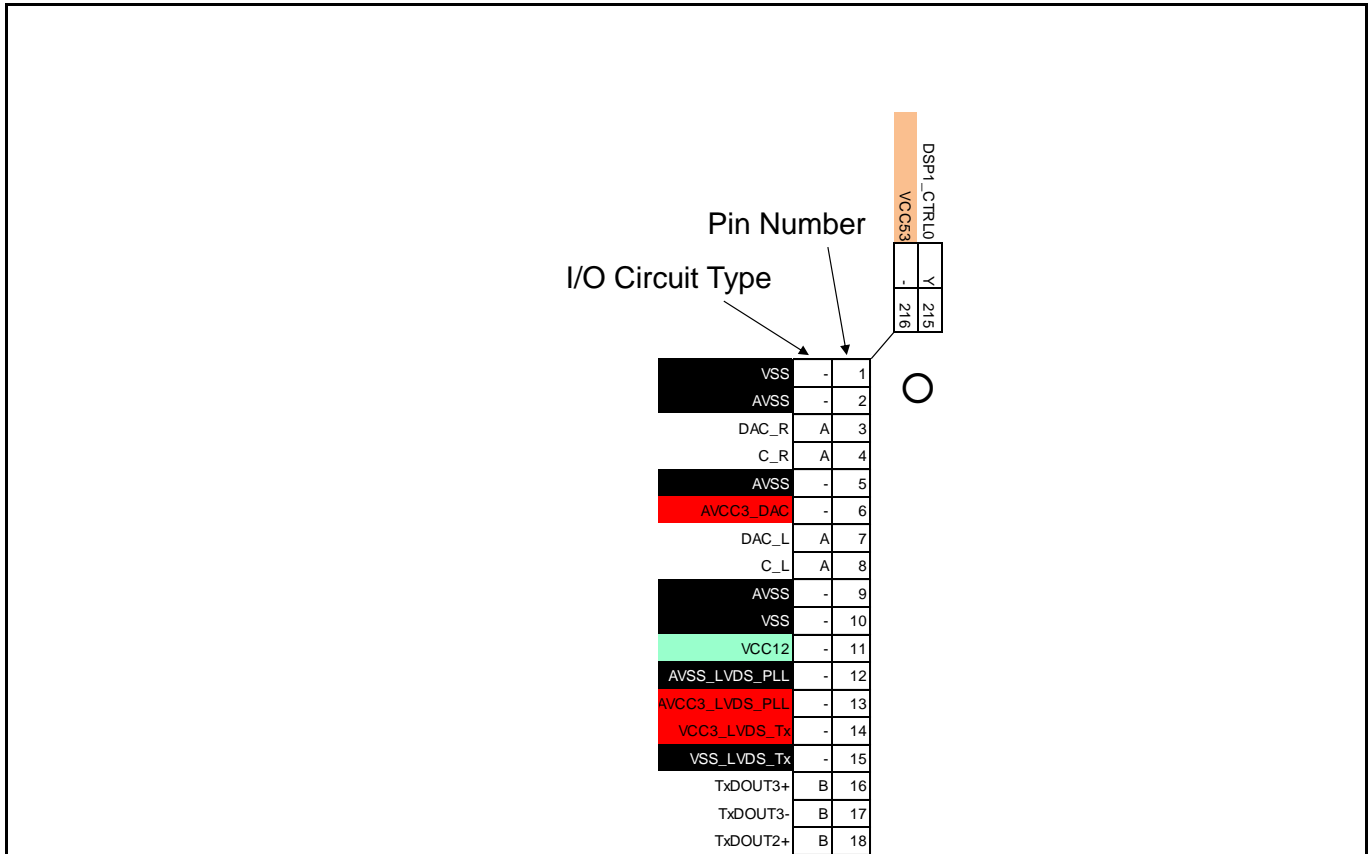 DSP1_CTRL0 Y 215
VCC53 - 216
Pin Number
I/O Circuit Type
VSS - 1
AVSS - 2
DAC_R A 3
C_R A 4
AVSS - 5
AVCC3_DAC - 6
DAC_L A 7
C_L A 8
AVSS - 9
VSS - 10
VCC12 - 11
AVSS_LVDS_PLL - 12
AVCC3_LVDS_PLL - 13
VCC3_LVDS_Tx - 14
VSS_LVDS_Tx - 15
TxDOUT3+ B 16
TxDOUT3- B 17
TxDOUT2+ B 18